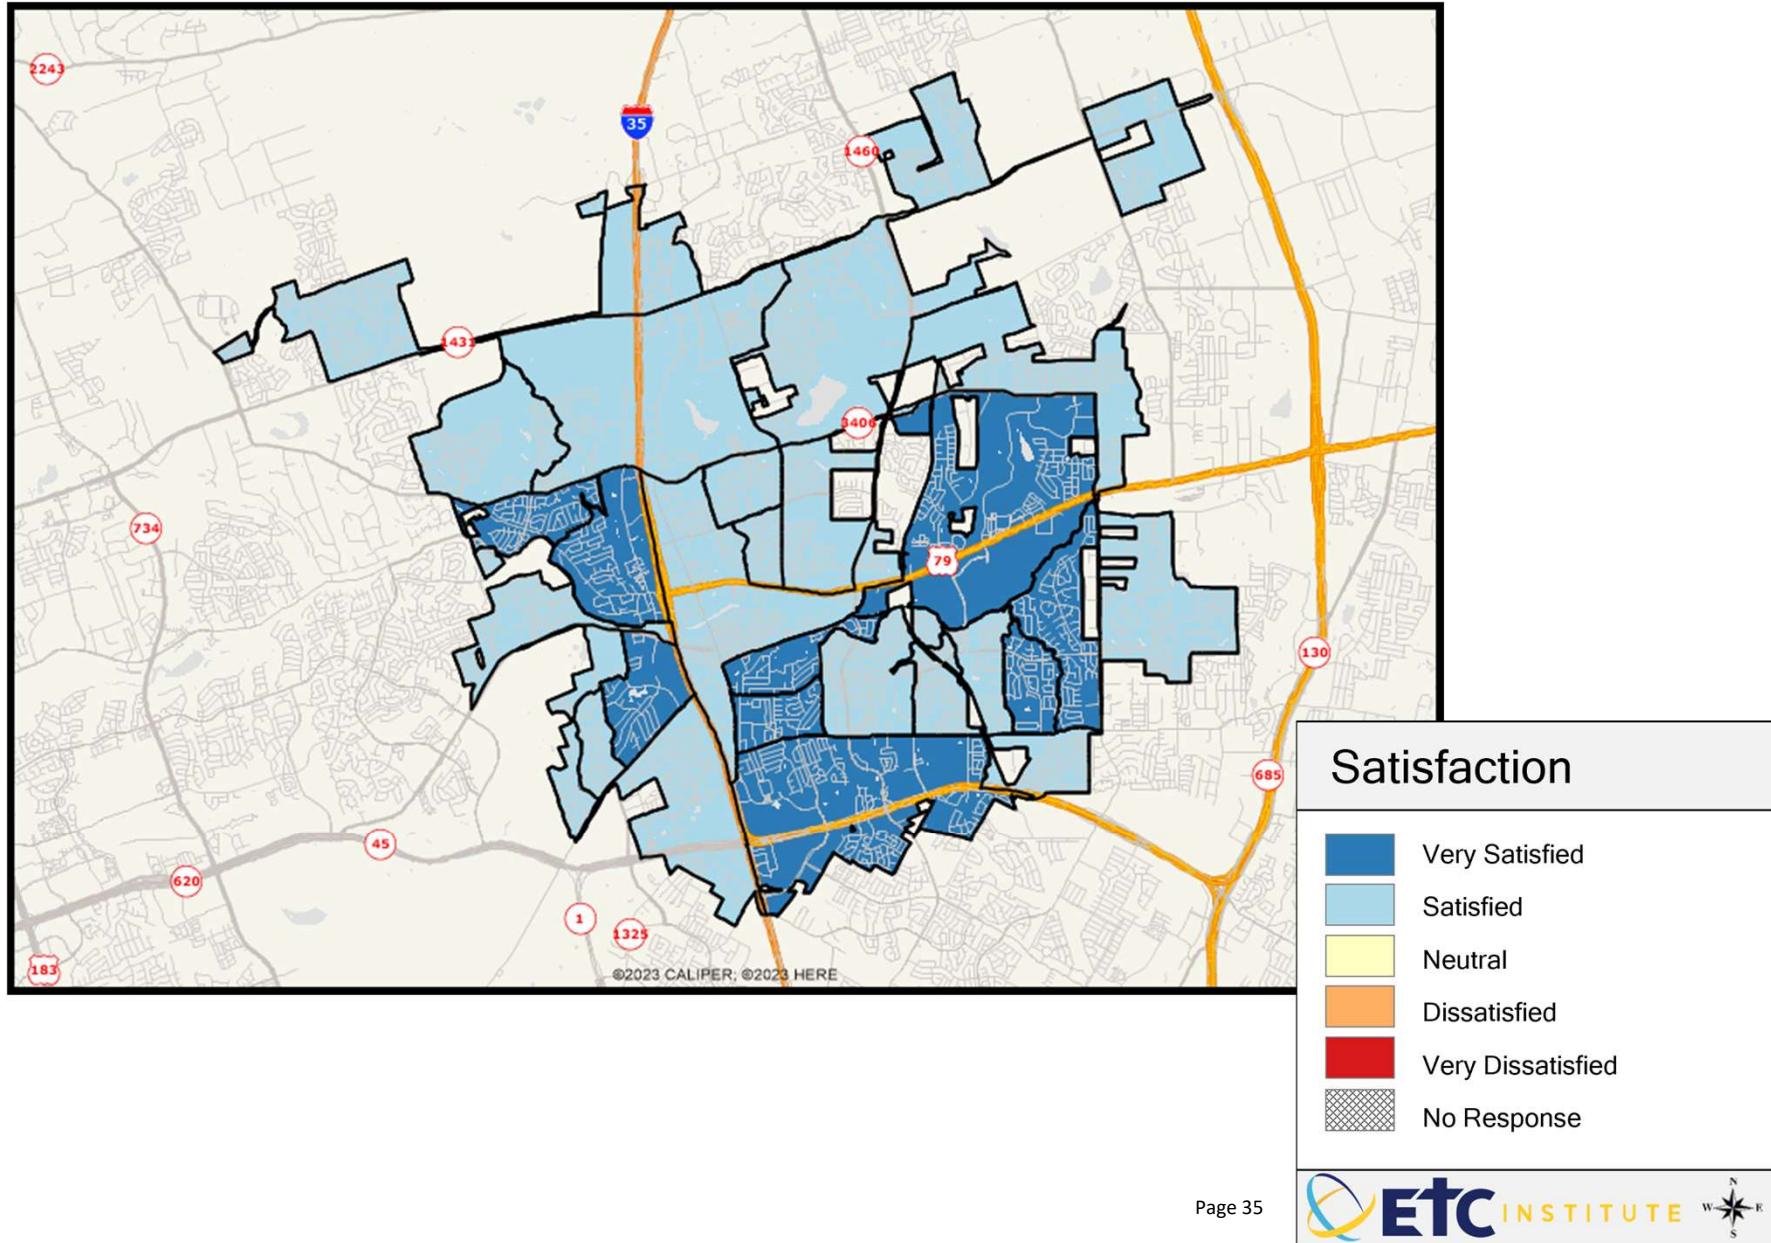 2243
35
1460
1431
3406
734
79
130
685
45
620
1
1325
183
©2023 CALIPER; ©2023 HERE
Satisfaction
Very Satisfied
Satisfied
Neutral
Dissatisfied
Very Dissatisfied
No Response
Page 35
ETC INSTITUTE
N
W E
S